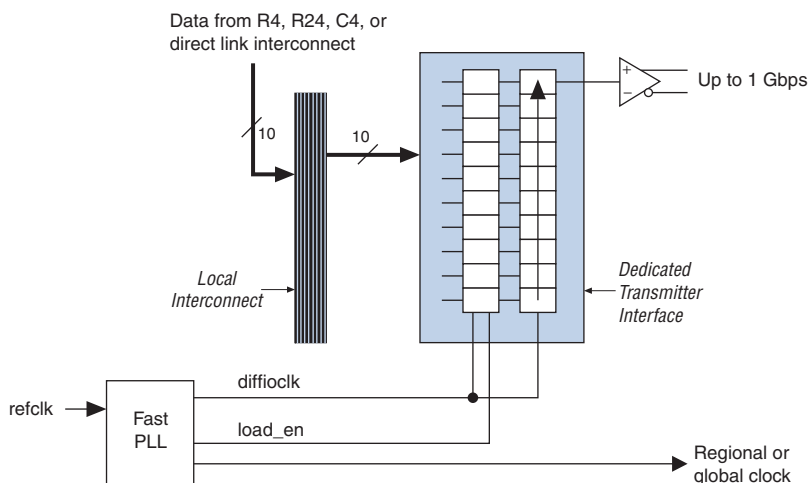 Data from R4, R24, C4, or
direct link interconnect
+
−
Up to 1 Gbps
10
10
Local
Interconnect
Dedicated
Transmitter
Interface
diffioclk
refclk
Fast
PLL
load_en
Regional or
global clock